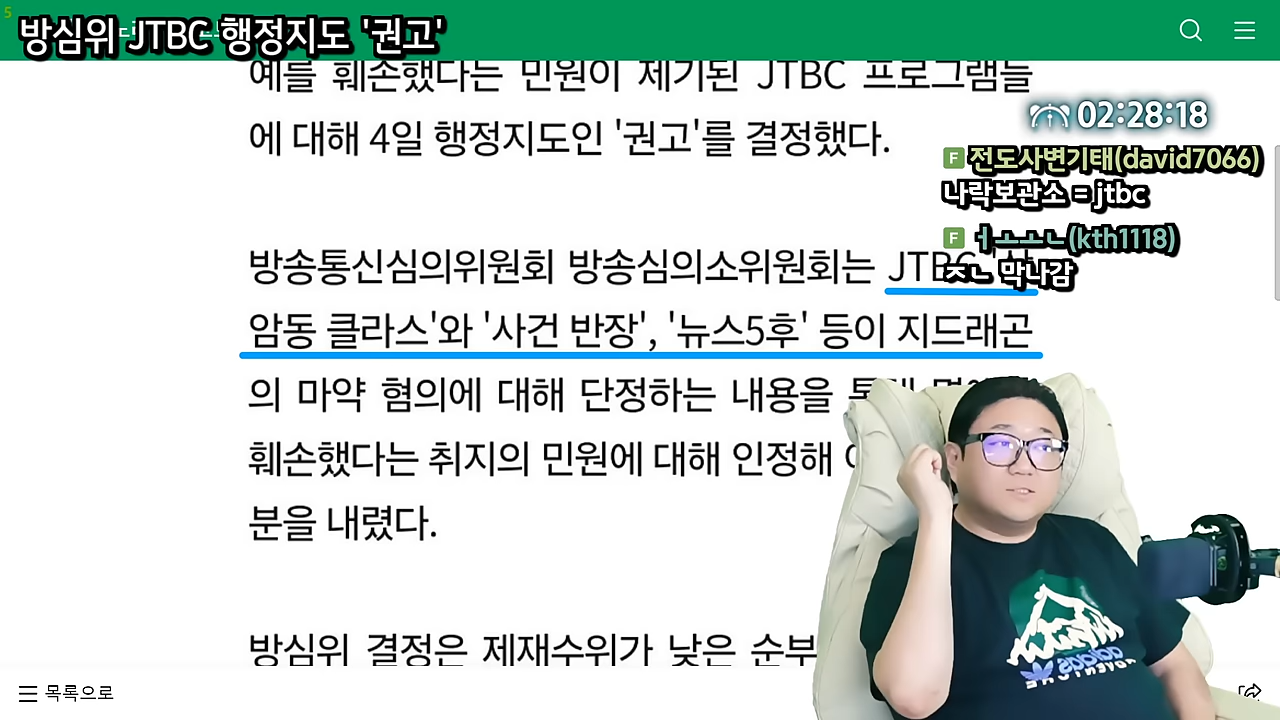 5
방심위 JTBC 행정지도 '권고'
예를 훼손했다는 민원이 제기된 JTBC 프로그램들
에 대해 4일 행정지도인 '권고'를 결정했다.
02:28:18
F 전도사변기태(david7066)
나락보관소 = jtbc
F ㅓㅗㅗㄴ(kth1118)
ㅈㄴ 막나감
방송통신심의위원회 방송심의소위원회는 JTBC
암동 클라스'와 '사건 반장', '뉴스5후' 등이 지드래곤
의 마약 혐의에 대해 단정하는 내용을
훼손했다는 취지의 민원에 대해 인정해
분을 내렸다.
방심위 결정은 제재수위가 낮은 순부
목록으로
adidas